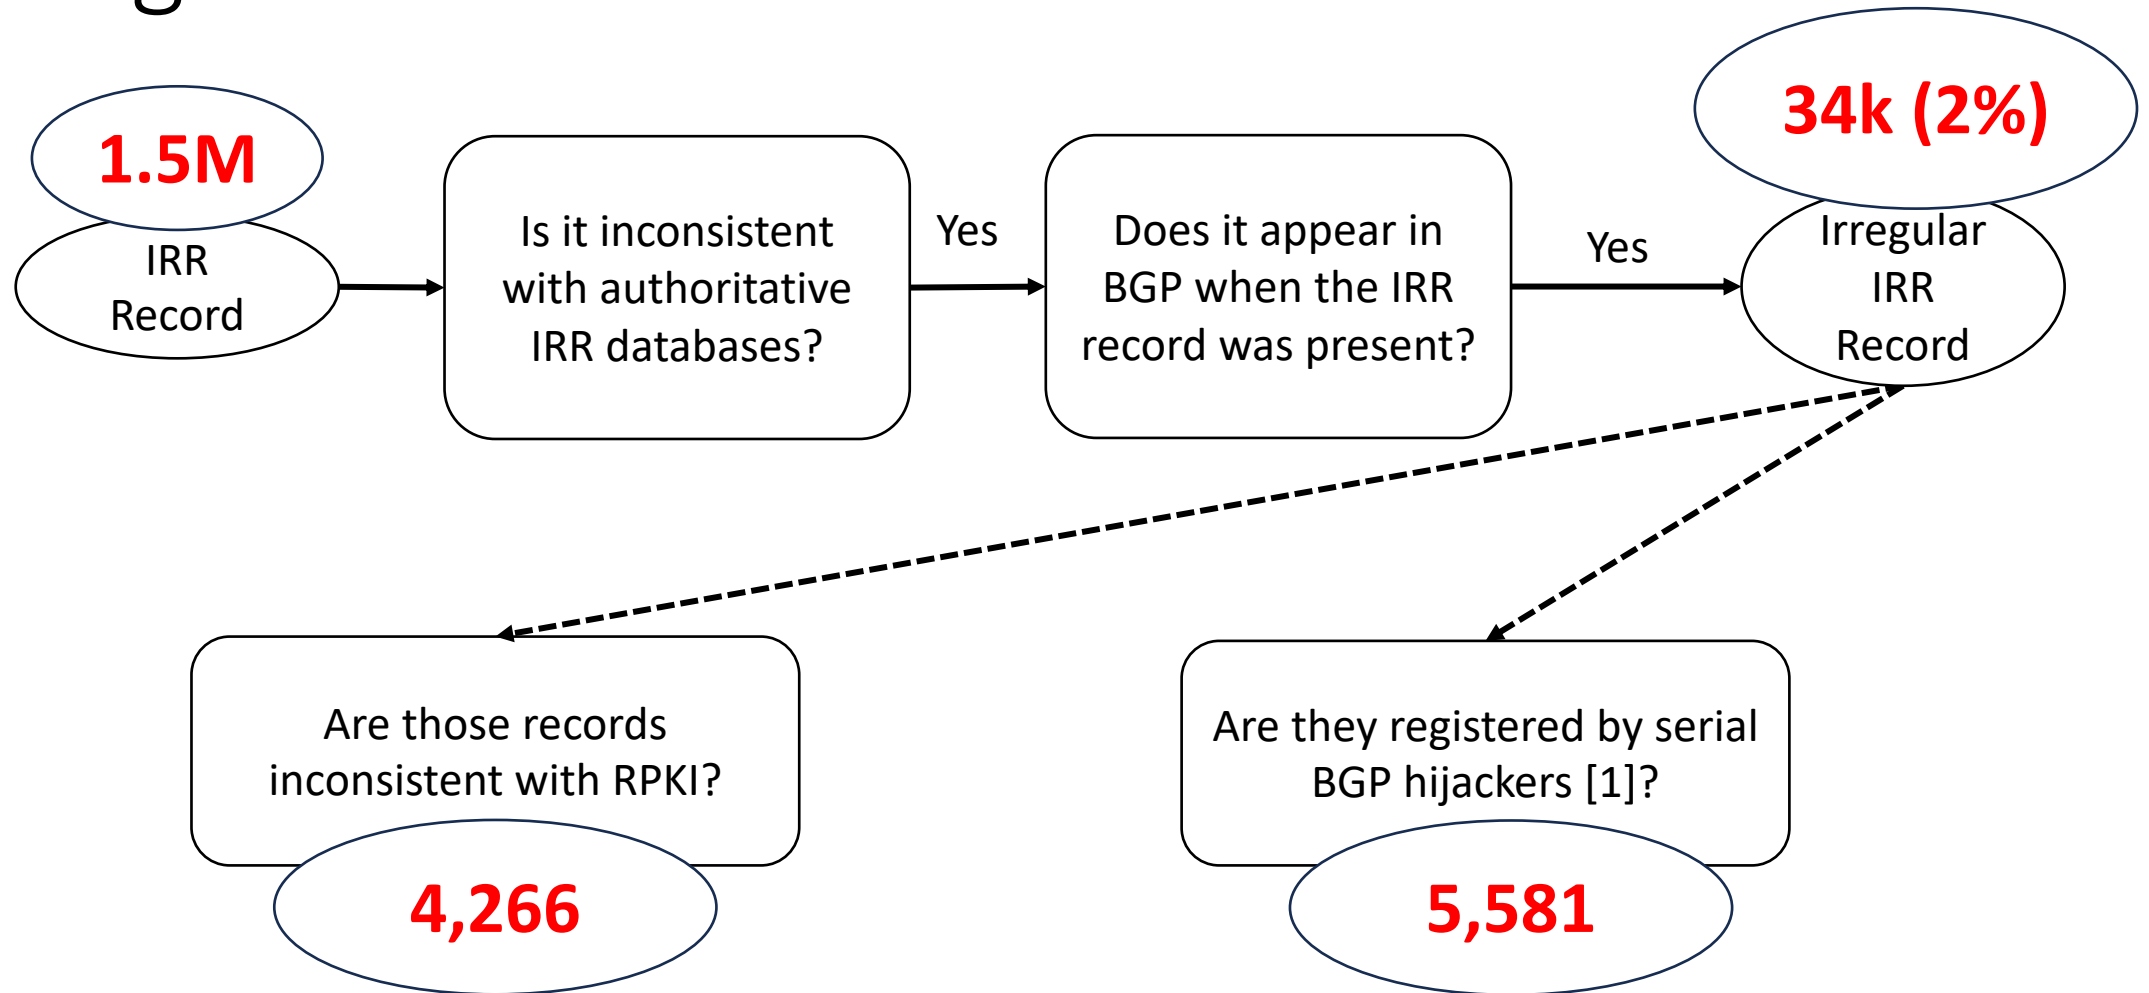 1.5M
IRR
Record
Is it inconsistent
with authoritative
IRR databases?
Yes
Does it appear in
BGP when the IRR
record was present?
Yes
34k (2%)
Irregular
IRR
Record
Are those records
inconsistent with RPKI?
4,266
Are they registered by serial
BGP hijackers [1]?
5,581